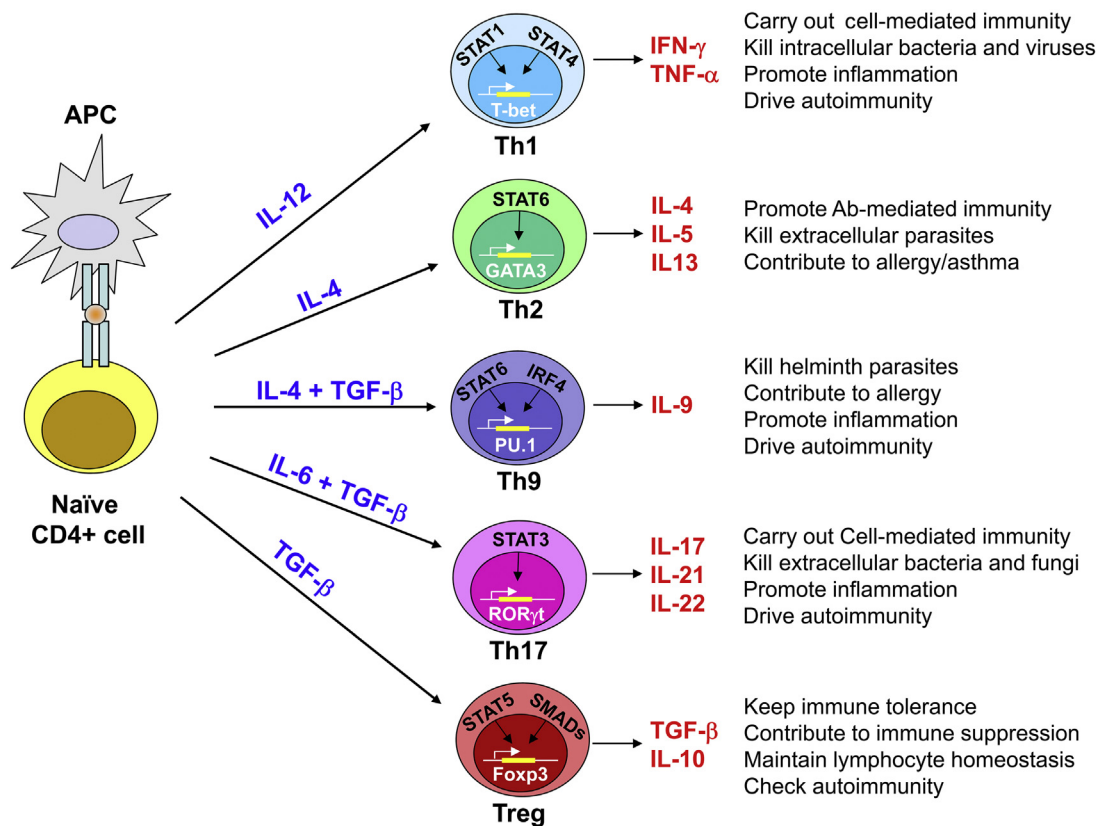 APC
Naïve
CD4+ cell
IL-12
IL-4
IL-4 + TGF-β
IL-6 + TGF-β
TGF-β
STAT1
STAT4
T-bet
Th1
IFN-γ
TNF-α
Carry out cell-mediated immunity
Kill intracellular bacteria and viruses
Promote inflammation
Drive autoimmunity
STAT6
GATA3
Th2
IL-4
IL-5
IL13
Promote Ab-mediated immunity
Kill extracellular parasites
Contribute to allergy/asthma
STAT6
IRF4
PU.1
Th9
IL-9
Kill helminth parasites
Contribute to allergy
Promote inflammation
Drive autoimmunity
STAT3
RORγt
Th17
IL-17
IL-21
IL-22
Carry out Cell-mediated immunity
Kill extracellular bacteria and fungi
Promote inflammation
Drive autoimmunity
STAT5
SMADs
Foxp3
Treg
TGF-β
IL-10
Keep immune tolerance
Contribute to immune suppression
Maintain lymphocyte homeostasis
Check autoimmunity